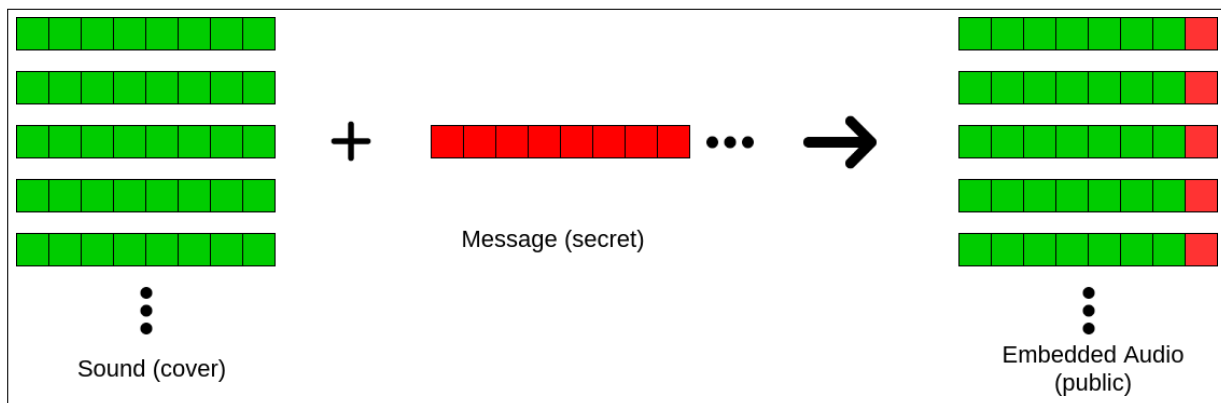 Message (secret)
Sound (cover)
Embedded Audio
(public)